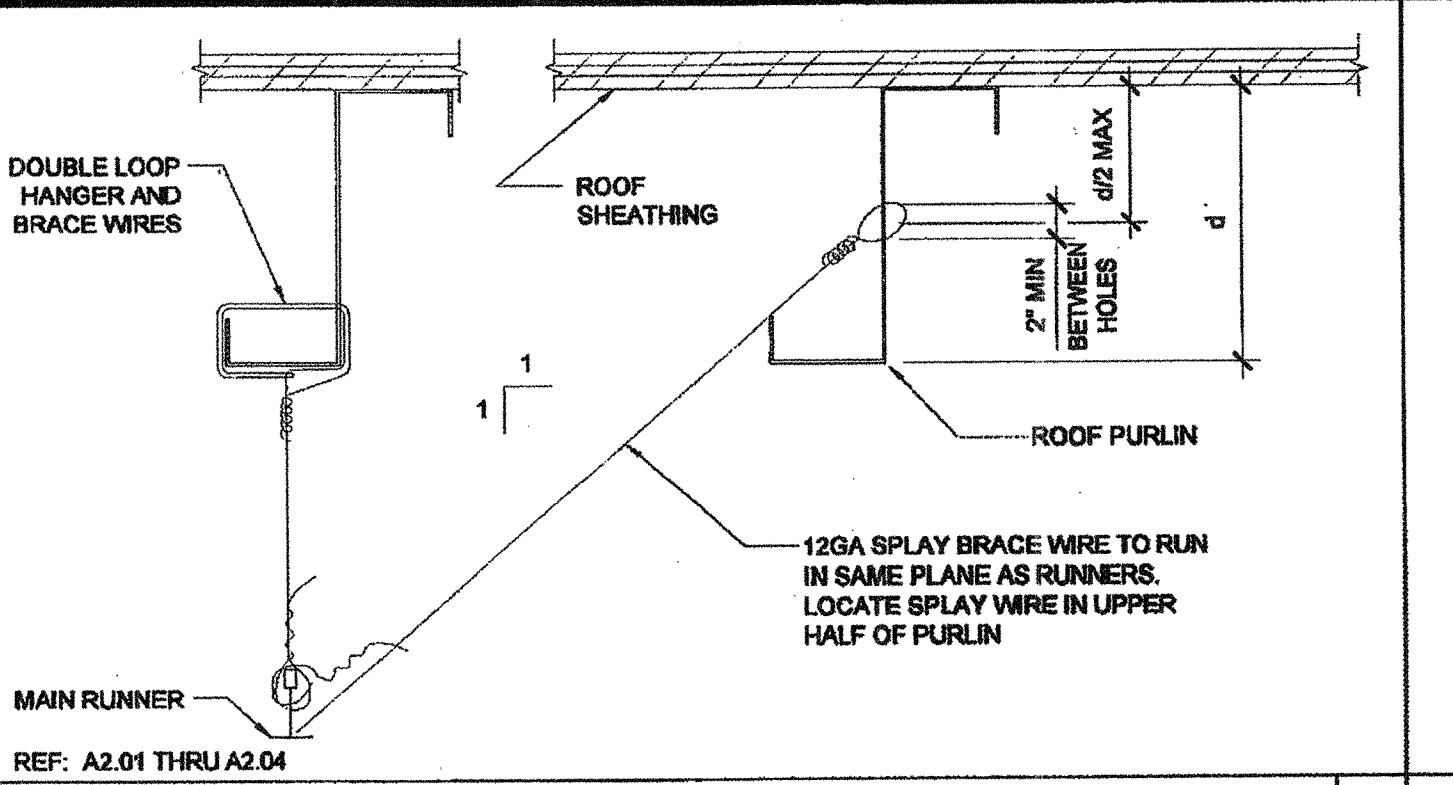 DOUBLE LOOP
HANGER AND
BRACE WIRES
ROOF
SHEATHING
d/2 MAX
d
2" MIN
BETWEEN
HOLES
1
1
ROOF PURLIN
12GA SPLAY BRACE WIRE TO RUN
IN SAME PLANE AS RUNNERS.
LOCATE SPLAY WIRE IN UPPER
HALF OF PURLIN
MAIN RUNNER
REF: A2.01 THRU A2.04